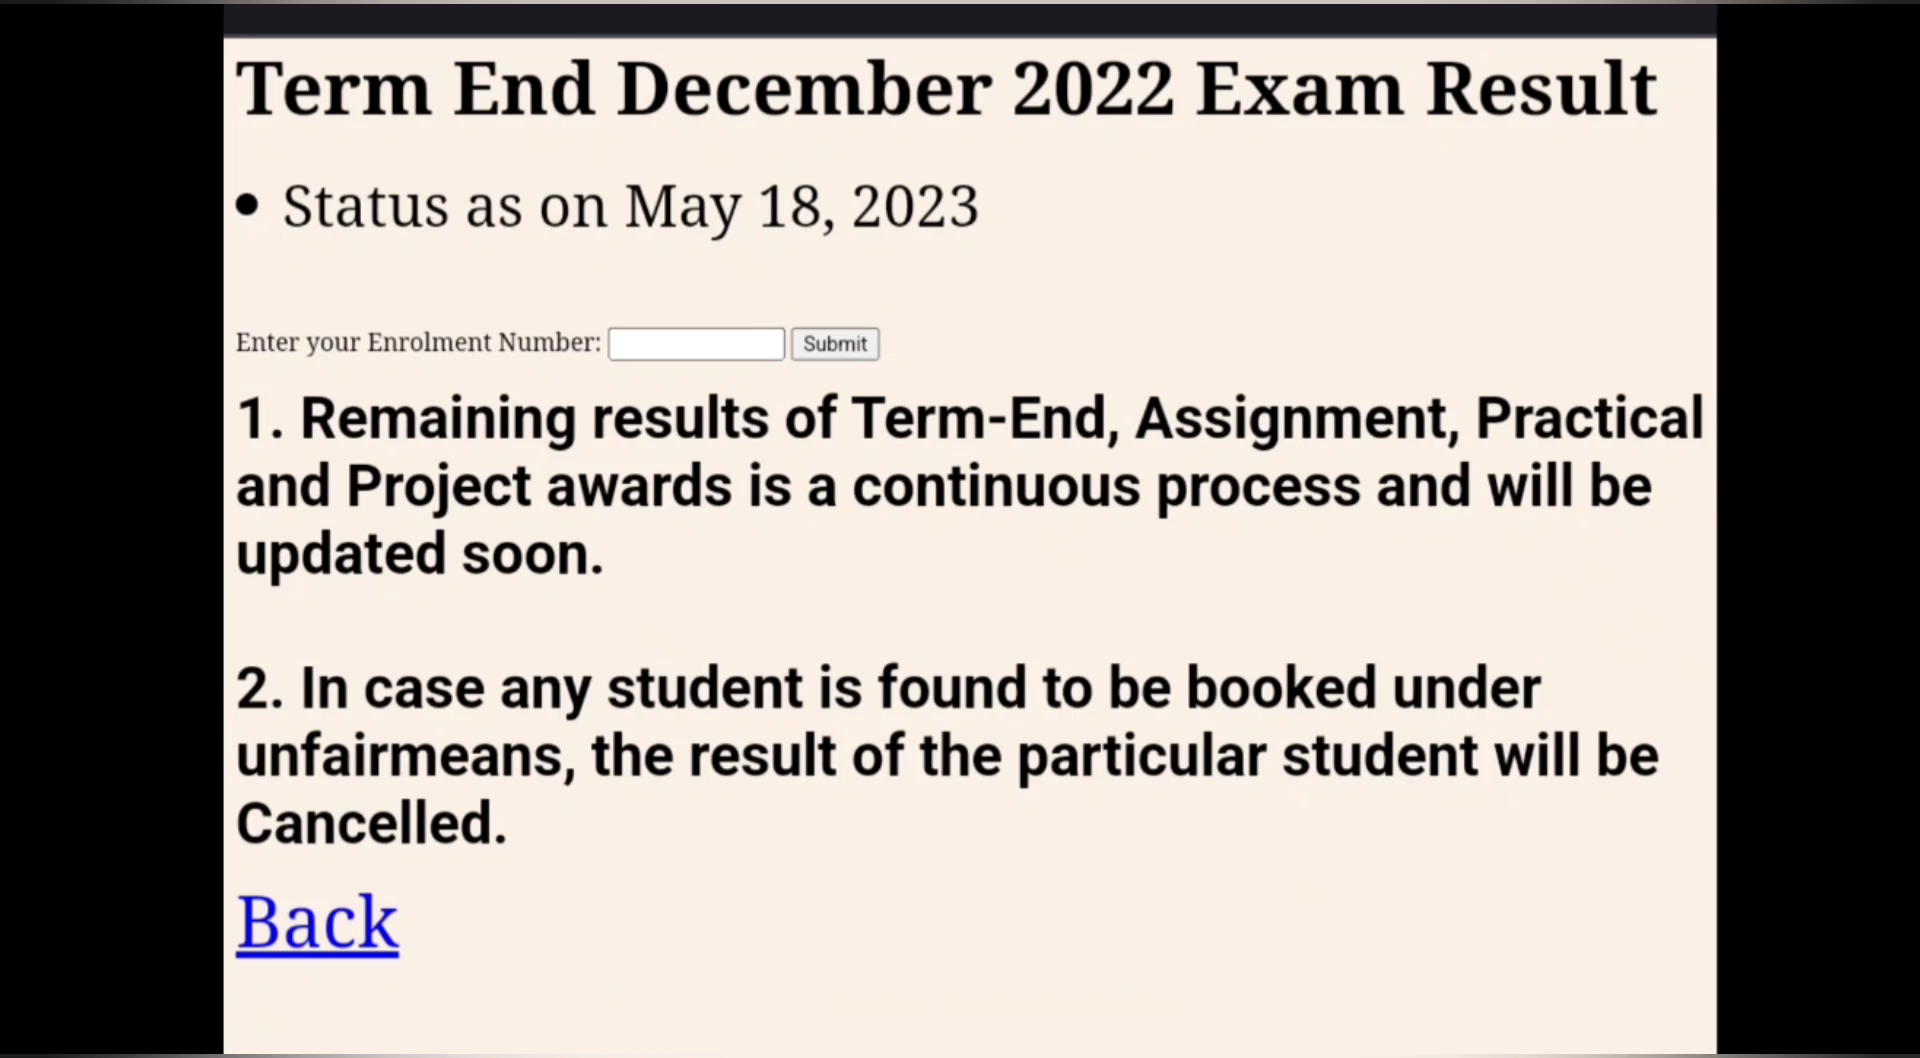 Term End December 2022 Exam Result
• Status as on May 18, 2023
Enter your Enrolment Number: Submit
1. Remaining results of Term-End, Assignment, Practical
and Project awards is a continuous process and will be
updated soon.
2. In case any student is found to be booked under
unfairmeans, the result of the particular student will be
Cancelled.
Back